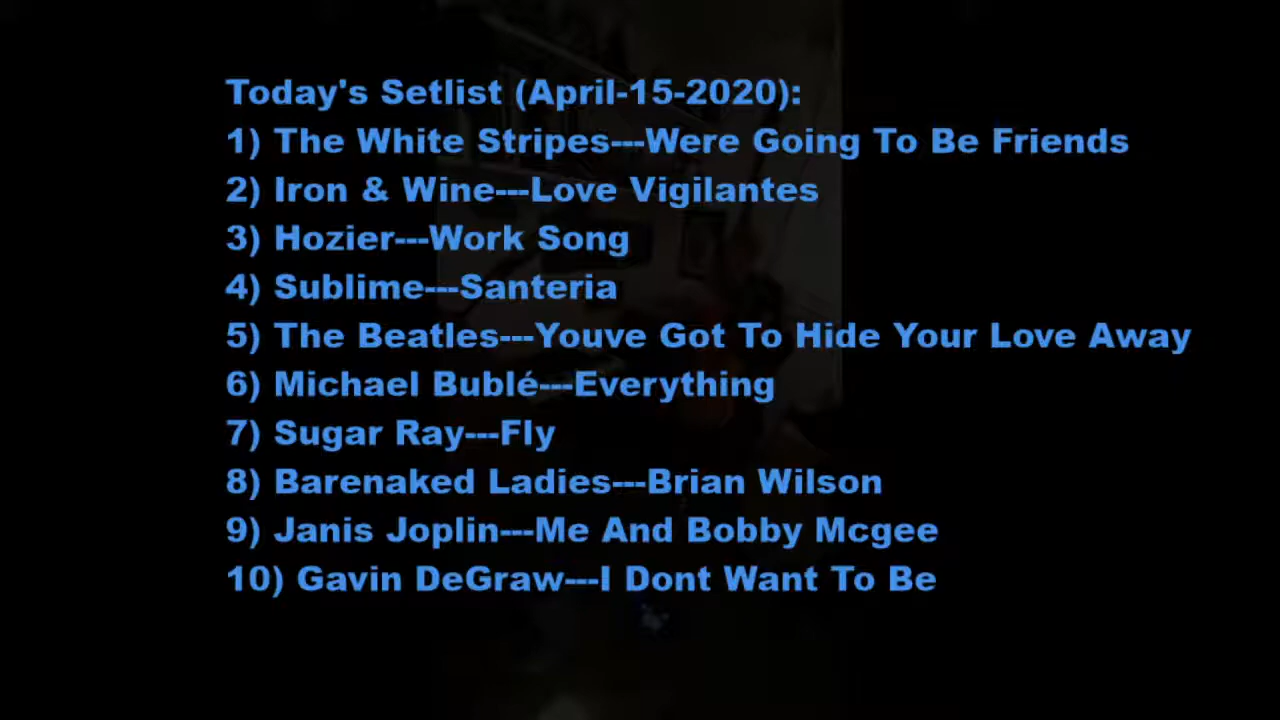 Today's Setlist (April-15-2020):
1) The White Stripes---Were Going To Be Friends
2) Iron & Wine---Love Vigilantes
3) Hozier---Work Song
4) Sublime---Santeria
5) The Beatles---Youve Got To Hide Your Love Away
6) Michael Bublé---Everything
7) Sugar Ray---Fly
8) Barenaked Ladies---Brian Wilson
9) Janis Joplin---Me And Bobby Mcgee
10) Gavin DeGraw---I Dont Want To Be